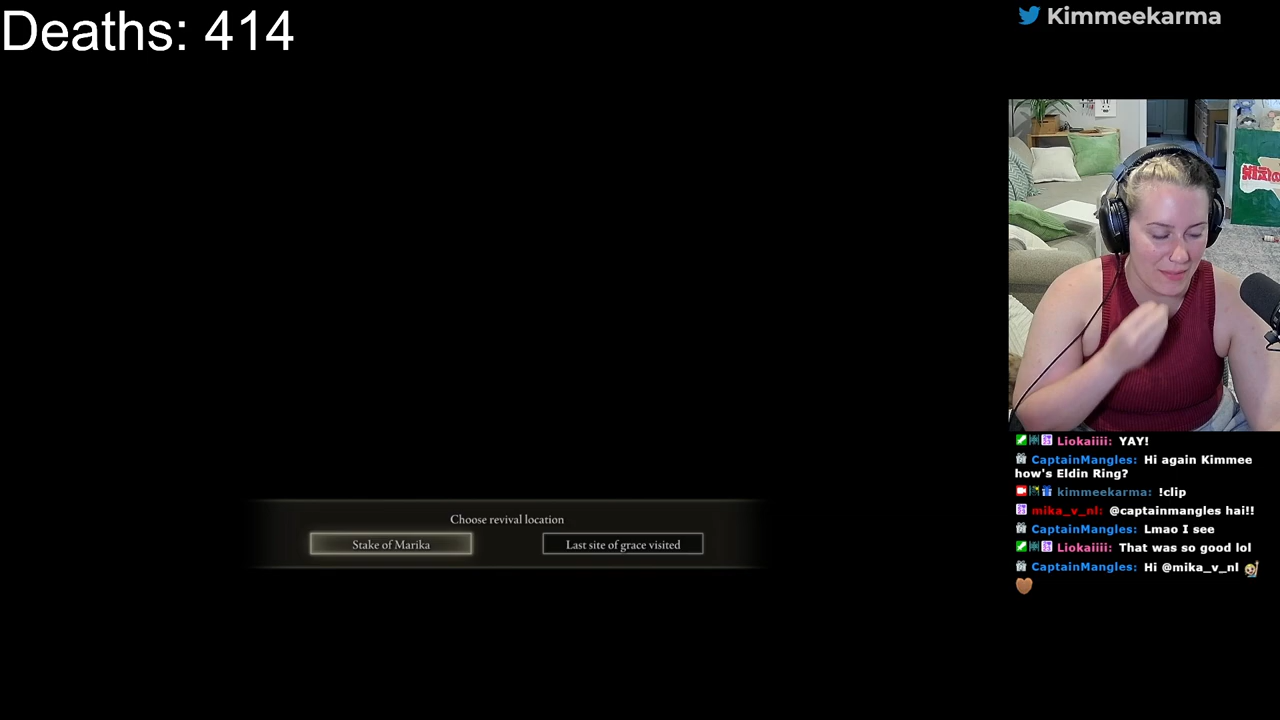 Deaths: 414
Kimmeekarma
Choose revival location
Stake of Marika
Last site of grace visited
Liokaiiii: YAY!
CaptainMangles: Hi again Kimmee
how's Eldin Ring?
kimmeekarma: !clip
mika_v_nl: @captainmangles hai!!
CaptainMangles: Lmao I see
Liokaiiii: That was so good lol
CaptainMangles: Hi @mika_v_nl